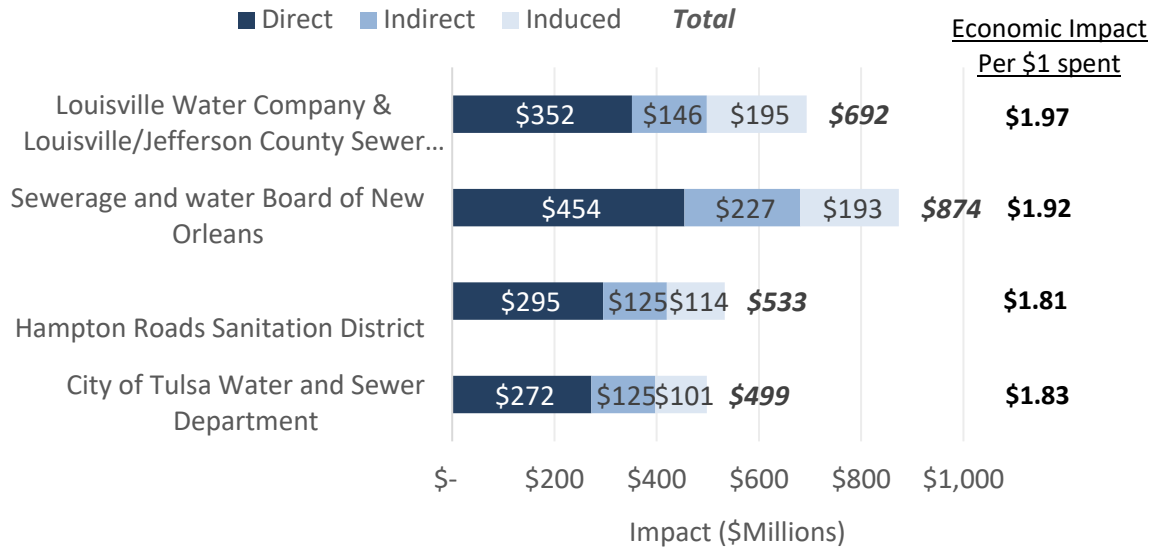 Direct Indirect Induced Total
Economic Impact
Per $1 spent
Louisville Water Company &
Louisville/Jefferson County Sewer...
$352 $146 $195 $692 $1.97
Sewerage and water Board of New
Orleans
$454 $227 $193 $874 $1.92
Hampton Roads Sanitation District
$295 $125 $114 $533 $1.81
City of Tulsa Water and Sewer
Department
$272 $125 $101 $499 $1.83
$- $200 $400 $600 $800 $1,000
Impact ($Millions)